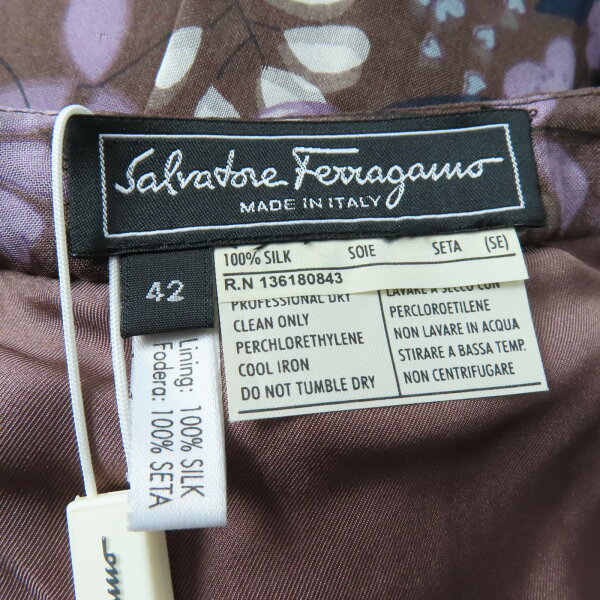 Salvatore Ferragamo
MADE IN ITALY
42
100% SILK SOIE SETA (SE)
R.N 136180843
PROFESSIONAL DRY
CLEAN ONLY
PERCHLORETHYLENE
COOL IRON
DO NOT TUMBLE DRY
LAVARE A SECCO CON
PERCLOROETILENE
NON LAVARE IN ACQUA
STIRARE A BASSA TEMP.
NON CENTRIFUGARE
Lining: 100% SILK
Fodera: 100% SETA